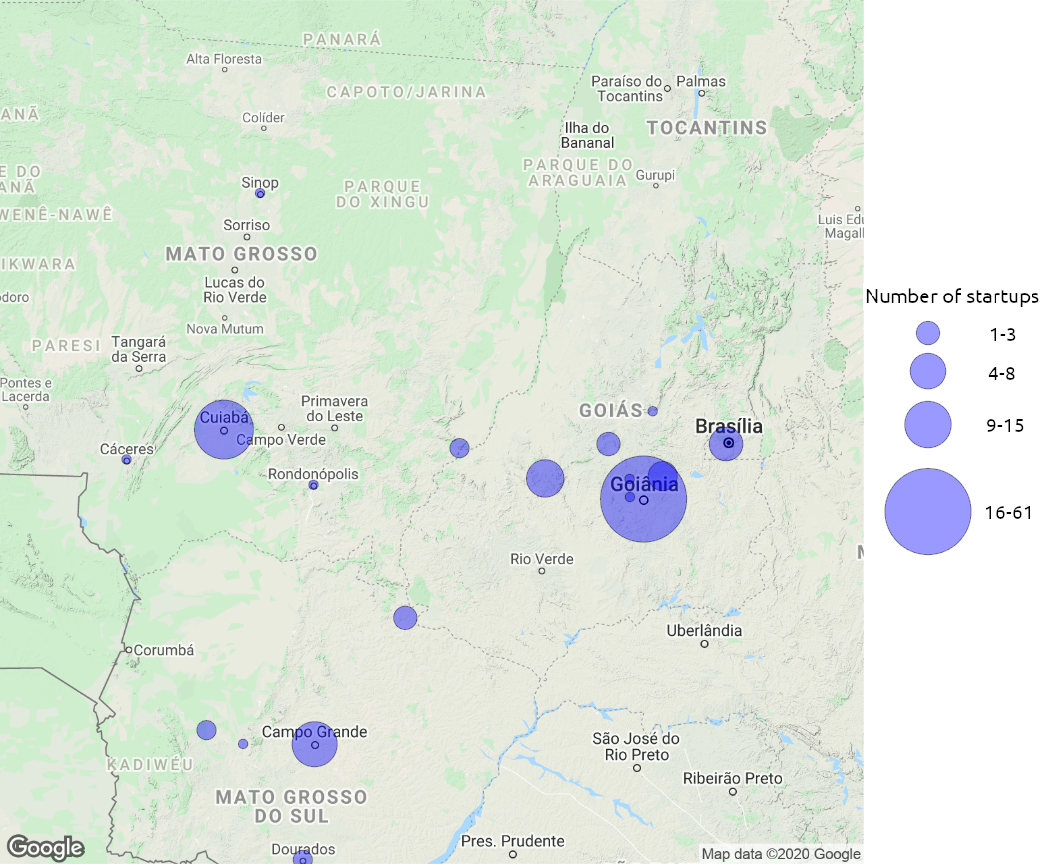 PANARÁ
Alta Floresta
CAPOTO/JARINA
Paraíso do
Tocantins
Palmas
ANÃ
Colíder
Ilha do
Bananal
TOCANTINS
E DO
ANÃ
PARQUE DO
ARAGUAIA
Gurupi
Sinop
PARQUE
DO XINGU
WENÊ-NAWÊ
Sorriso
Luis Edu
Magall
MATO GROSSO
IKWARA
Lucas do
Rio Verde
odoro
Nova Mutum
PARESI
Tangará
da Serra
Pontes e
Lacerda
Cuiabá
Primavera
do Leste
Campo Verde
GOIÁS
Brasília
Cáceres
Rondonópolis
Goiânia
Rio Verde
M
Uberlândia
Corumbá
Campo Grande
São José do
Rio Preto
KADIWÉU
Ribeirão Preto
MATO GROSSO
DO SUL
Dourados
Pres. Prudente
Google
Map data ©2020 Google
Number of startups
1-3
4-8
9-15
16-61